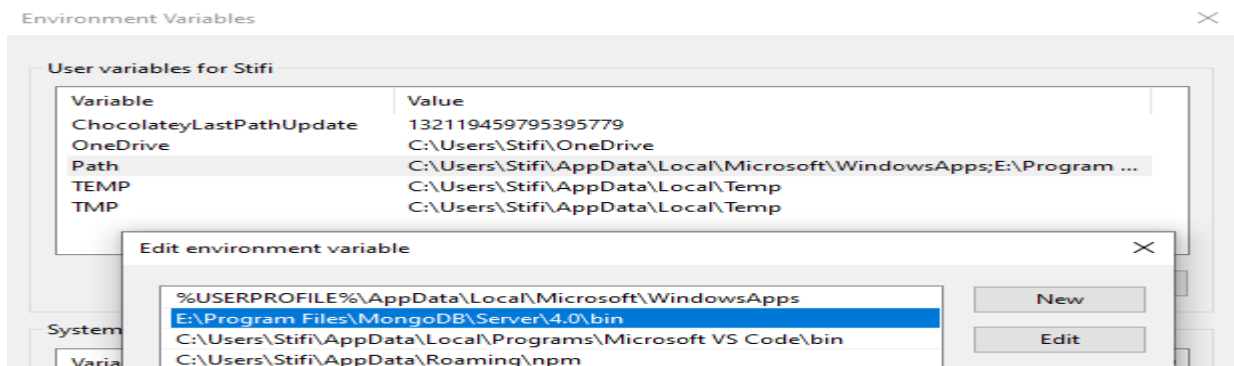 Environment Variables
User variables for Stifi
Variable Value
ChocolateyLastPathUpdate 132119459795395779
OneDrive C:\Users\Stifi\OneDrive
Path C:\Users\Stifi\AppData\Local\Microsoft\WindowsApps;E:\Program ...
TEMP C:\Users\Stifi\AppData\Local\Temp
TMP C:\Users\Stifi\AppData\Local\Temp
Edit environment variable
%USERPROFILE%\AppData\Local\Microsoft\WindowsApps
New
E:\Program Files\MongoDB\Server\4.0\bin
System
C:\Users\Stifi\AppData\Local\Programs\Microsoft VS Code\bin
Edit
Varia
C:\Users\Stifi\AppData\Roaming\npm